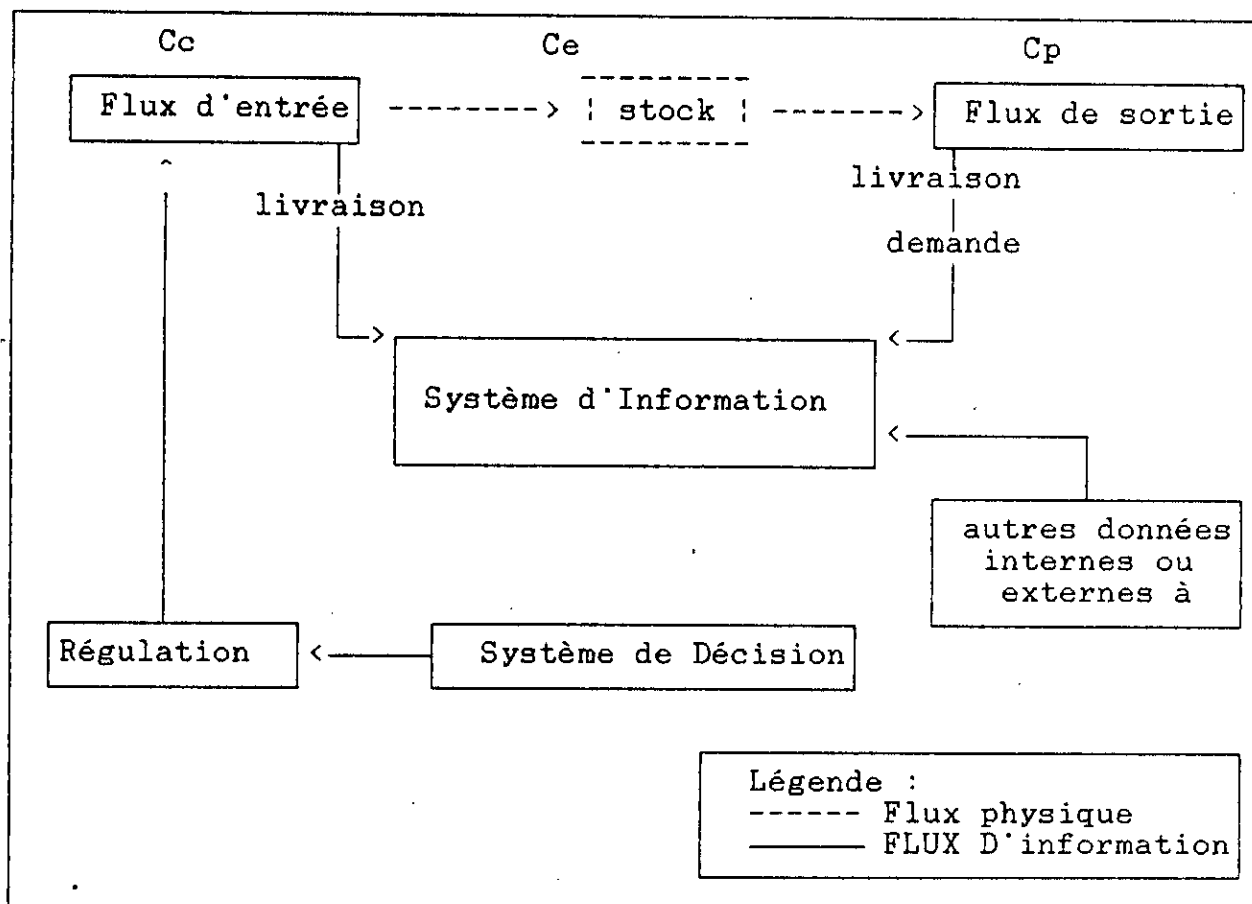 Cc Ce Cp
Flux d'entrée stock Flux de sortie
livraison livraison
demande
Système d'Information
autres données
internes ou
externes à
Régulation Système de Décision
Légende :
Flux physique
FLUX D'information